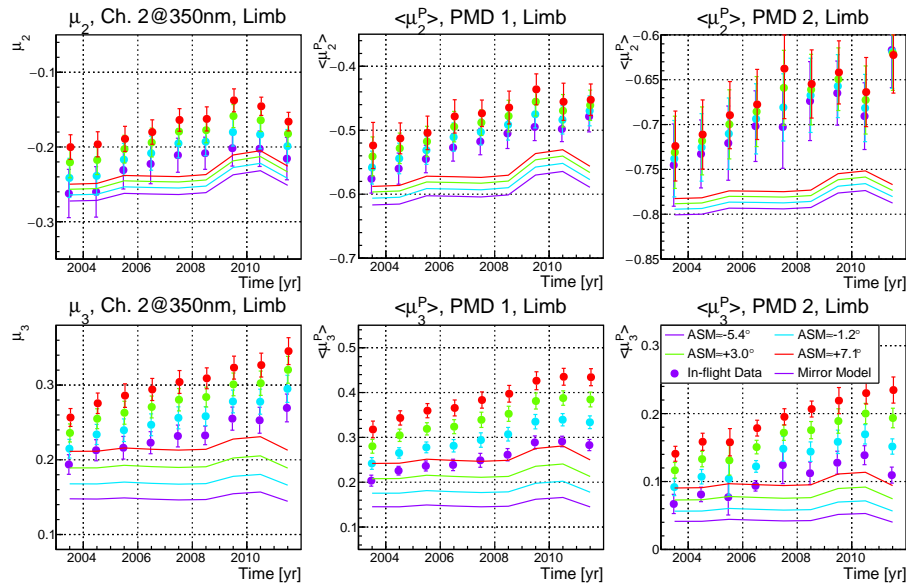 μ₂, Ch. 2@350nm, Limb
μ₂
−0.1
−0.2
−0.3
2004 2006 2008 2010
Time [yr]
<μ₂ᴾ>, PMD 1, Limb
<μ₂ᴾ>
−0.4
−0.5
−0.6
−0.7
2004 2006 2008 2010
Time [yr]
<μ₂ᴾ>, PMD 2, Limb
<μ₂ᴾ>
−0.6
−0.65
−0.7
−0.75
−0.8
−0.85
2004 2006 2008 2010
Time [yr]
μ₃, Ch. 2@350nm, Limb
μ₃
0.3
0.2
0.1
2004 2006 2008 2010
Time [yr]
<μ₃ᴾ>, PMD 1, Limb
<μ₃ᴾ>
0.5
0.4
0.3
0.2
0.1
2004 2006 2008 2010
Time [yr]
<μ₃ᴾ>, PMD 2, Limb
<μ₃ᴾ>
ASM=-5.4° ASM=-1.2°
ASM=+3.0° ASM=+7.1°
In-flight Data Mirror Model
0.3
0.2
0.1
0
2004 2006 2008 2010
Time [yr]